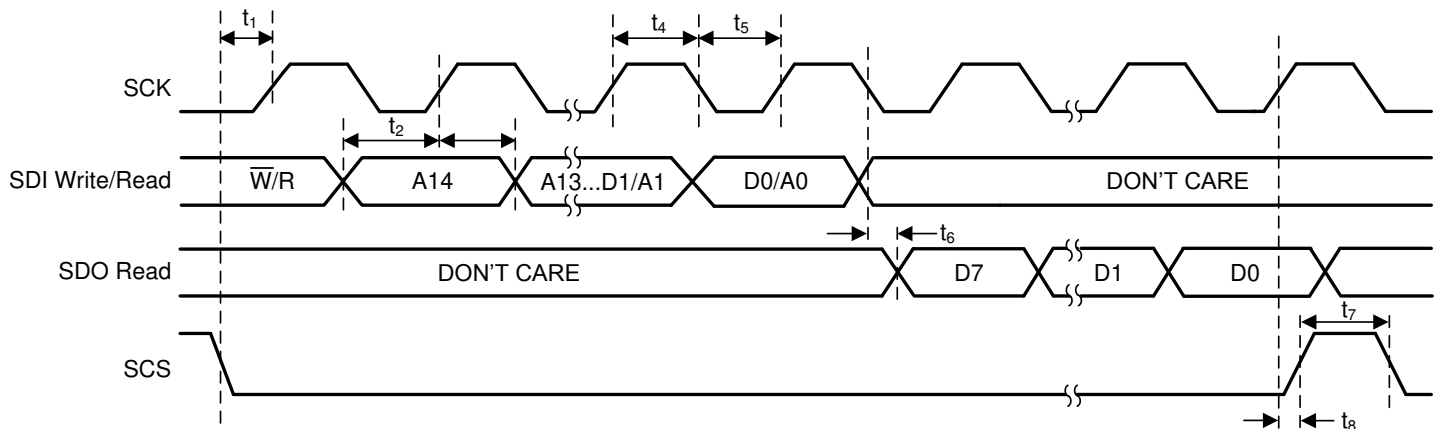 t1 t4 t5
SCK
t2
SDI Write/Read W̅/R A14 A13...D1/A1 D0/A0 DON'T CARE
t6
SDO Read DON'T CARE D7 D1 D0
t7
SCS
t8